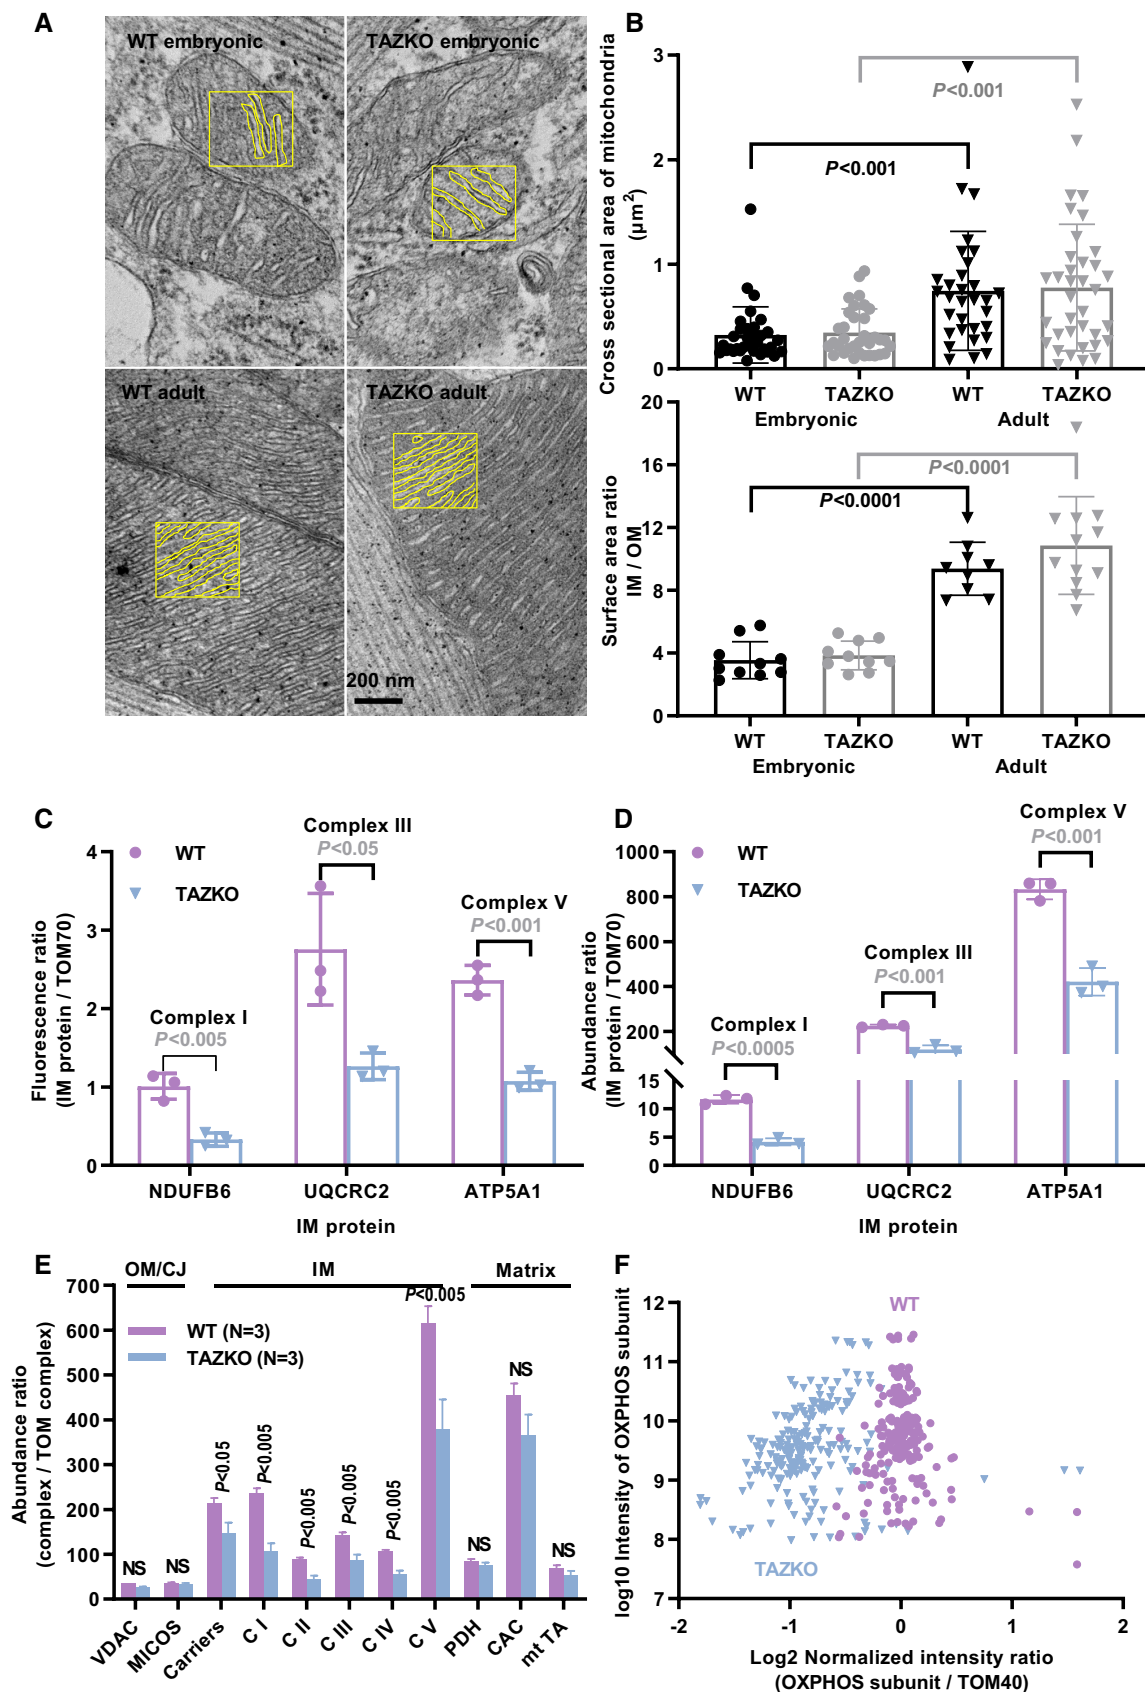 A
WT embryonic
TAZKO embryonic
WT adult
TAZKO adult
200 nm
B
Cross sectional area of mitochondria
(μm²)
3
2
1
0
P<0.001
P<0.001
WT
TAZKO
WT
TAZKO
Embryonic
Adult
Surface area ratio
IM / OM
20
16
12
8
4
0
P<0.0001
P<0.0001
WT
TAZKO
WT
TAZKO
Embryonic
Adult
C
WT
TAZKO
Fluorescence ratio
(IM protein / TOM70)
4
3
2
1
0
Complex I
P<0.005
Complex III
P<0.05
Complex V
P<0.001
NDUFB6
UQCRC2
ATP5A1
IM protein
D
WT
TAZKO
Abundance ratio
(IM protein / TOM70)
1000
800
600
400
200
15
10
5
0
Complex I
P<0.0005
Complex III
P<0.001
Complex V
P<0.001
NDUFB6
UQCRC2
ATP5A1
IM protein
E
OM/CJ
IM
Matrix
WT (N=3)
TAZKO (N=3)
Abundance ratio
(complex / TOM complex)
700
600
500
400
300
200
100
0
NS
NS
P<0.05
P<0.005
P<0.005
P<0.005
P<0.005
P<0.005
NS
NS
NS
VDAC
MICOS
Carriers
C I
C II
C III
C IV
C V
PDH
CAC
mt TA
F
WT
TAZKO
log10 Intensity of OXPHOS subunit
12
11
10
9
8
7
-2
-1
0
1
2
Log2 Normalized intensity ratio
(OXPHOS subunit / TOM40)